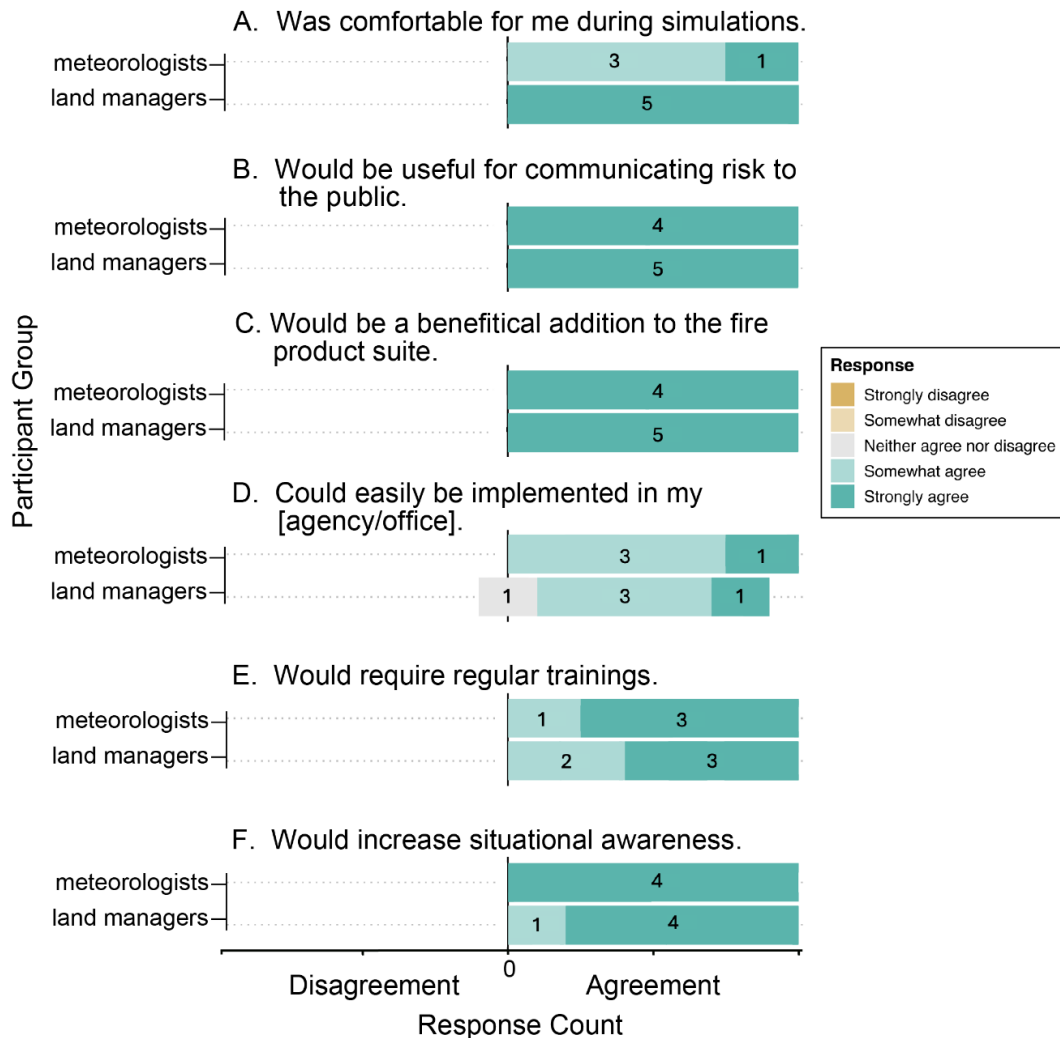 A. Was comfortable for me during simulations.
meteorologists
3 1
land managers
5
B. Would be useful for communicating risk to
the public.
meteorologists
4
land managers
5
C. Would be a benefitical addition to the fire
product suite.
meteorologists
4
land managers
5
D. Could easily be implemented in my
[agency/office].
meteorologists
3 1
land managers
1 3 1
E. Would require regular trainings.
meteorologists
1 3
land managers
2 3
F. Would increase situational awareness.
meteorologists
4
land managers
1 4
0
Disagreement Agreement
Response Count
Participant Group
Response
Strongly disagree
Somewhat disagree
Neither agree nor disagree
Somewhat agree
Strongly agree